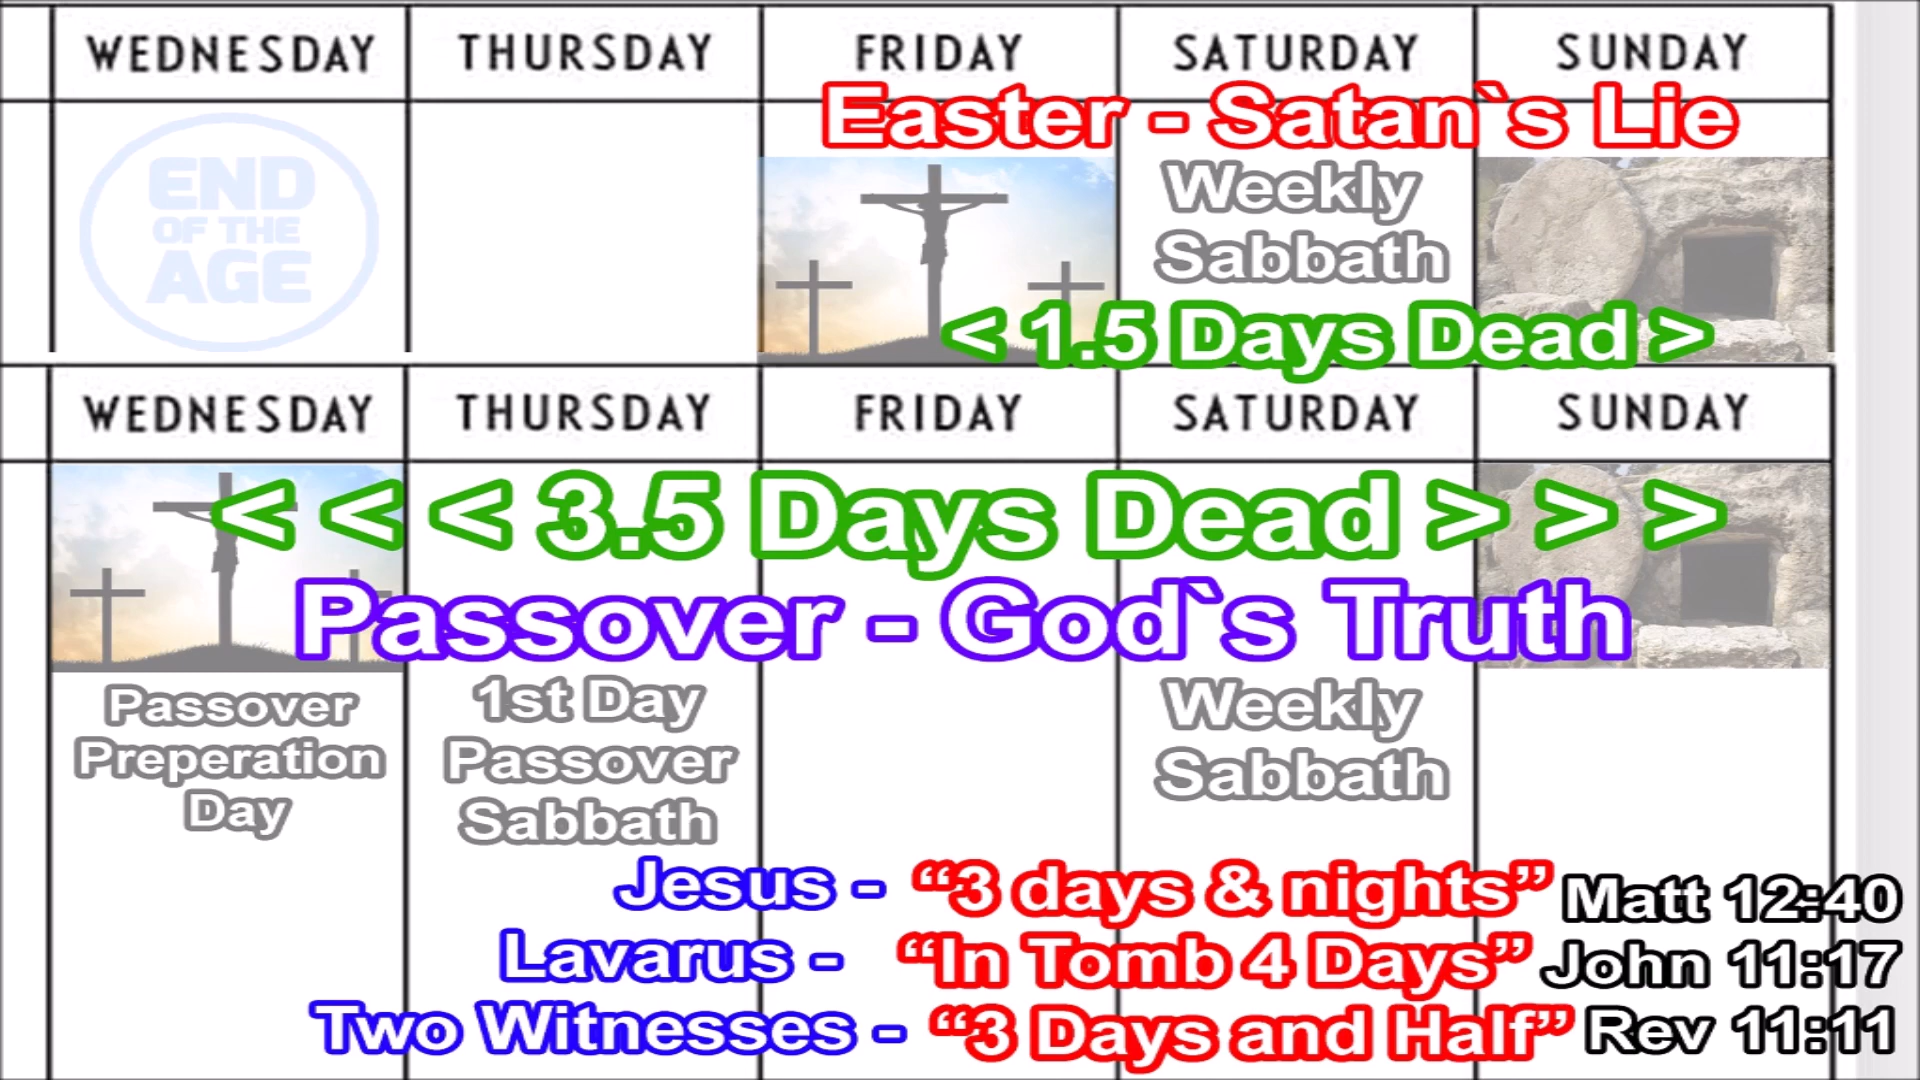 WEDNESDAY THURSDAY FRIDAY SATURDAY SUNDAY
Easter - Satan`s Lie
END
OF THE
AGE
Weekly
Sabbath
< 1.5 Days Dead >
WEDNESDAY THURSDAY FRIDAY SATURDAY SUNDAY
< < < 3.5 Days Dead > > >
Passover - God`s Truth
Passover
Preperation
Day
1st Day
Passover
Sabbath
Weekly
Sabbath
Jesus - “3 days & nights” Matt 12:40
Lavarus - “In Tomb 4 Days” John 11:17
Two Witnesses - “3 Days and Half” Rev 11:11